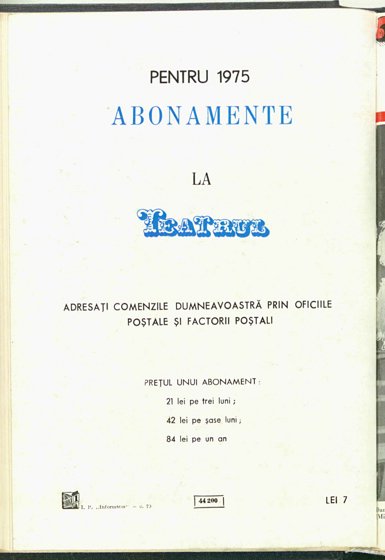 PENTRU 1975
ABONAMENTE
LA
TEATRUL
ADRESAȚI COMENZILE DUMNEAVOASTRĂ PRIN OFICIILE
POȘTALE ȘI FACTORII POȘTALI
PREȚUL UNUI ABONAMENT:
21 lei pe trei luni;
42 lei pe șase luni;
84 lei pe un an
I. P. „Informația” — c.
44 200
LEI 7